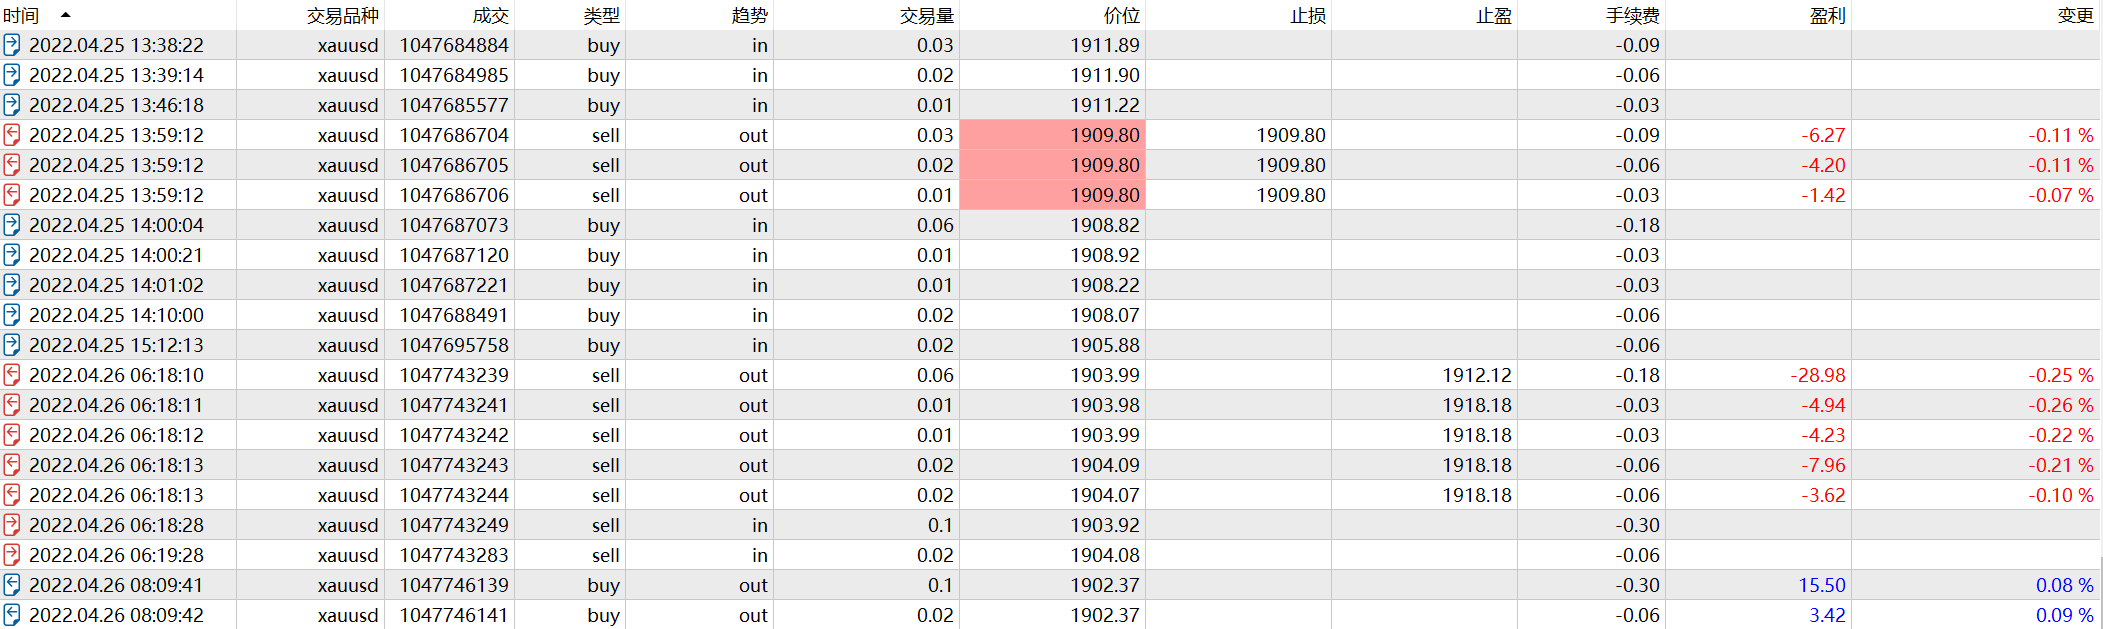 时间 交易品种 成交 类型 趋势 交易量 价位 止损 止盈 手续费 盈利 变更
2022.04.25 13:38:22 xauusd 1047684884 buy in 0.03 1911.89 -0.09
2022.04.25 13:39:14 xauusd 1047684985 buy in 0.02 1911.90 -0.06
2022.04.25 13:46:18 xauusd 1047685577 buy in 0.01 1911.22 -0.03
2022.04.25 13:59:12 xauusd 1047686704 sell out 0.03 1909.80 1909.80 -0.09 -6.27 -0.11 %
2022.04.25 13:59:12 xauusd 1047686705 sell out 0.02 1909.80 1909.80 -0.06 -4.20 -0.11 %
2022.04.25 13:59:12 xauusd 1047686706 sell out 0.01 1909.80 1909.80 -0.03 -1.42 -0.07 %
2022.04.25 14:00:04 xauusd 1047687073 buy in 0.06 1908.82 -0.18
2022.04.25 14:00:21 xauusd 1047687120 buy in 0.01 1908.92 -0.03
2022.04.25 14:01:02 xauusd 1047687221 buy in 0.01 1908.22 -0.03
2022.04.25 14:10:00 xauusd 1047688491 buy in 0.02 1908.07 -0.06
2022.04.25 15:12:13 xauusd 1047695758 buy in 0.02 1905.88 -0.06
2022.04.26 06:18:10 xauusd 1047743239 sell out 0.06 1903.99 1912.12 -0.18 -28.98 -0.25 %
2022.04.26 06:18:11 xauusd 1047743241 sell out 0.01 1903.98 1918.18 -0.03 -4.94 -0.26 %
2022.04.26 06:18:12 xauusd 1047743242 sell out 0.01 1903.99 1918.18 -0.03 -4.23 -0.22 %
2022.04.26 06:18:13 xauusd 1047743243 sell out 0.02 1904.09 1918.18 -0.06 -7.96 -0.21 %
2022.04.26 06:18:13 xauusd 1047743244 sell out 0.02 1904.07 1918.18 -0.06 -3.62 -0.10 %
2022.04.26 06:18:28 xauusd 1047743249 sell in 0.1 1903.92 -0.30
2022.04.26 06:19:28 xauusd 1047743283 sell in 0.02 1904.08 -0.06
2022.04.26 08:09:41 xauusd 1047746139 buy out 0.1 1902.37 -0.30 15.50 0.08 %
2022.04.26 08:09:42 xauusd 1047746141 buy out 0.02 1902.37 -0.06 3.42 0.09 %